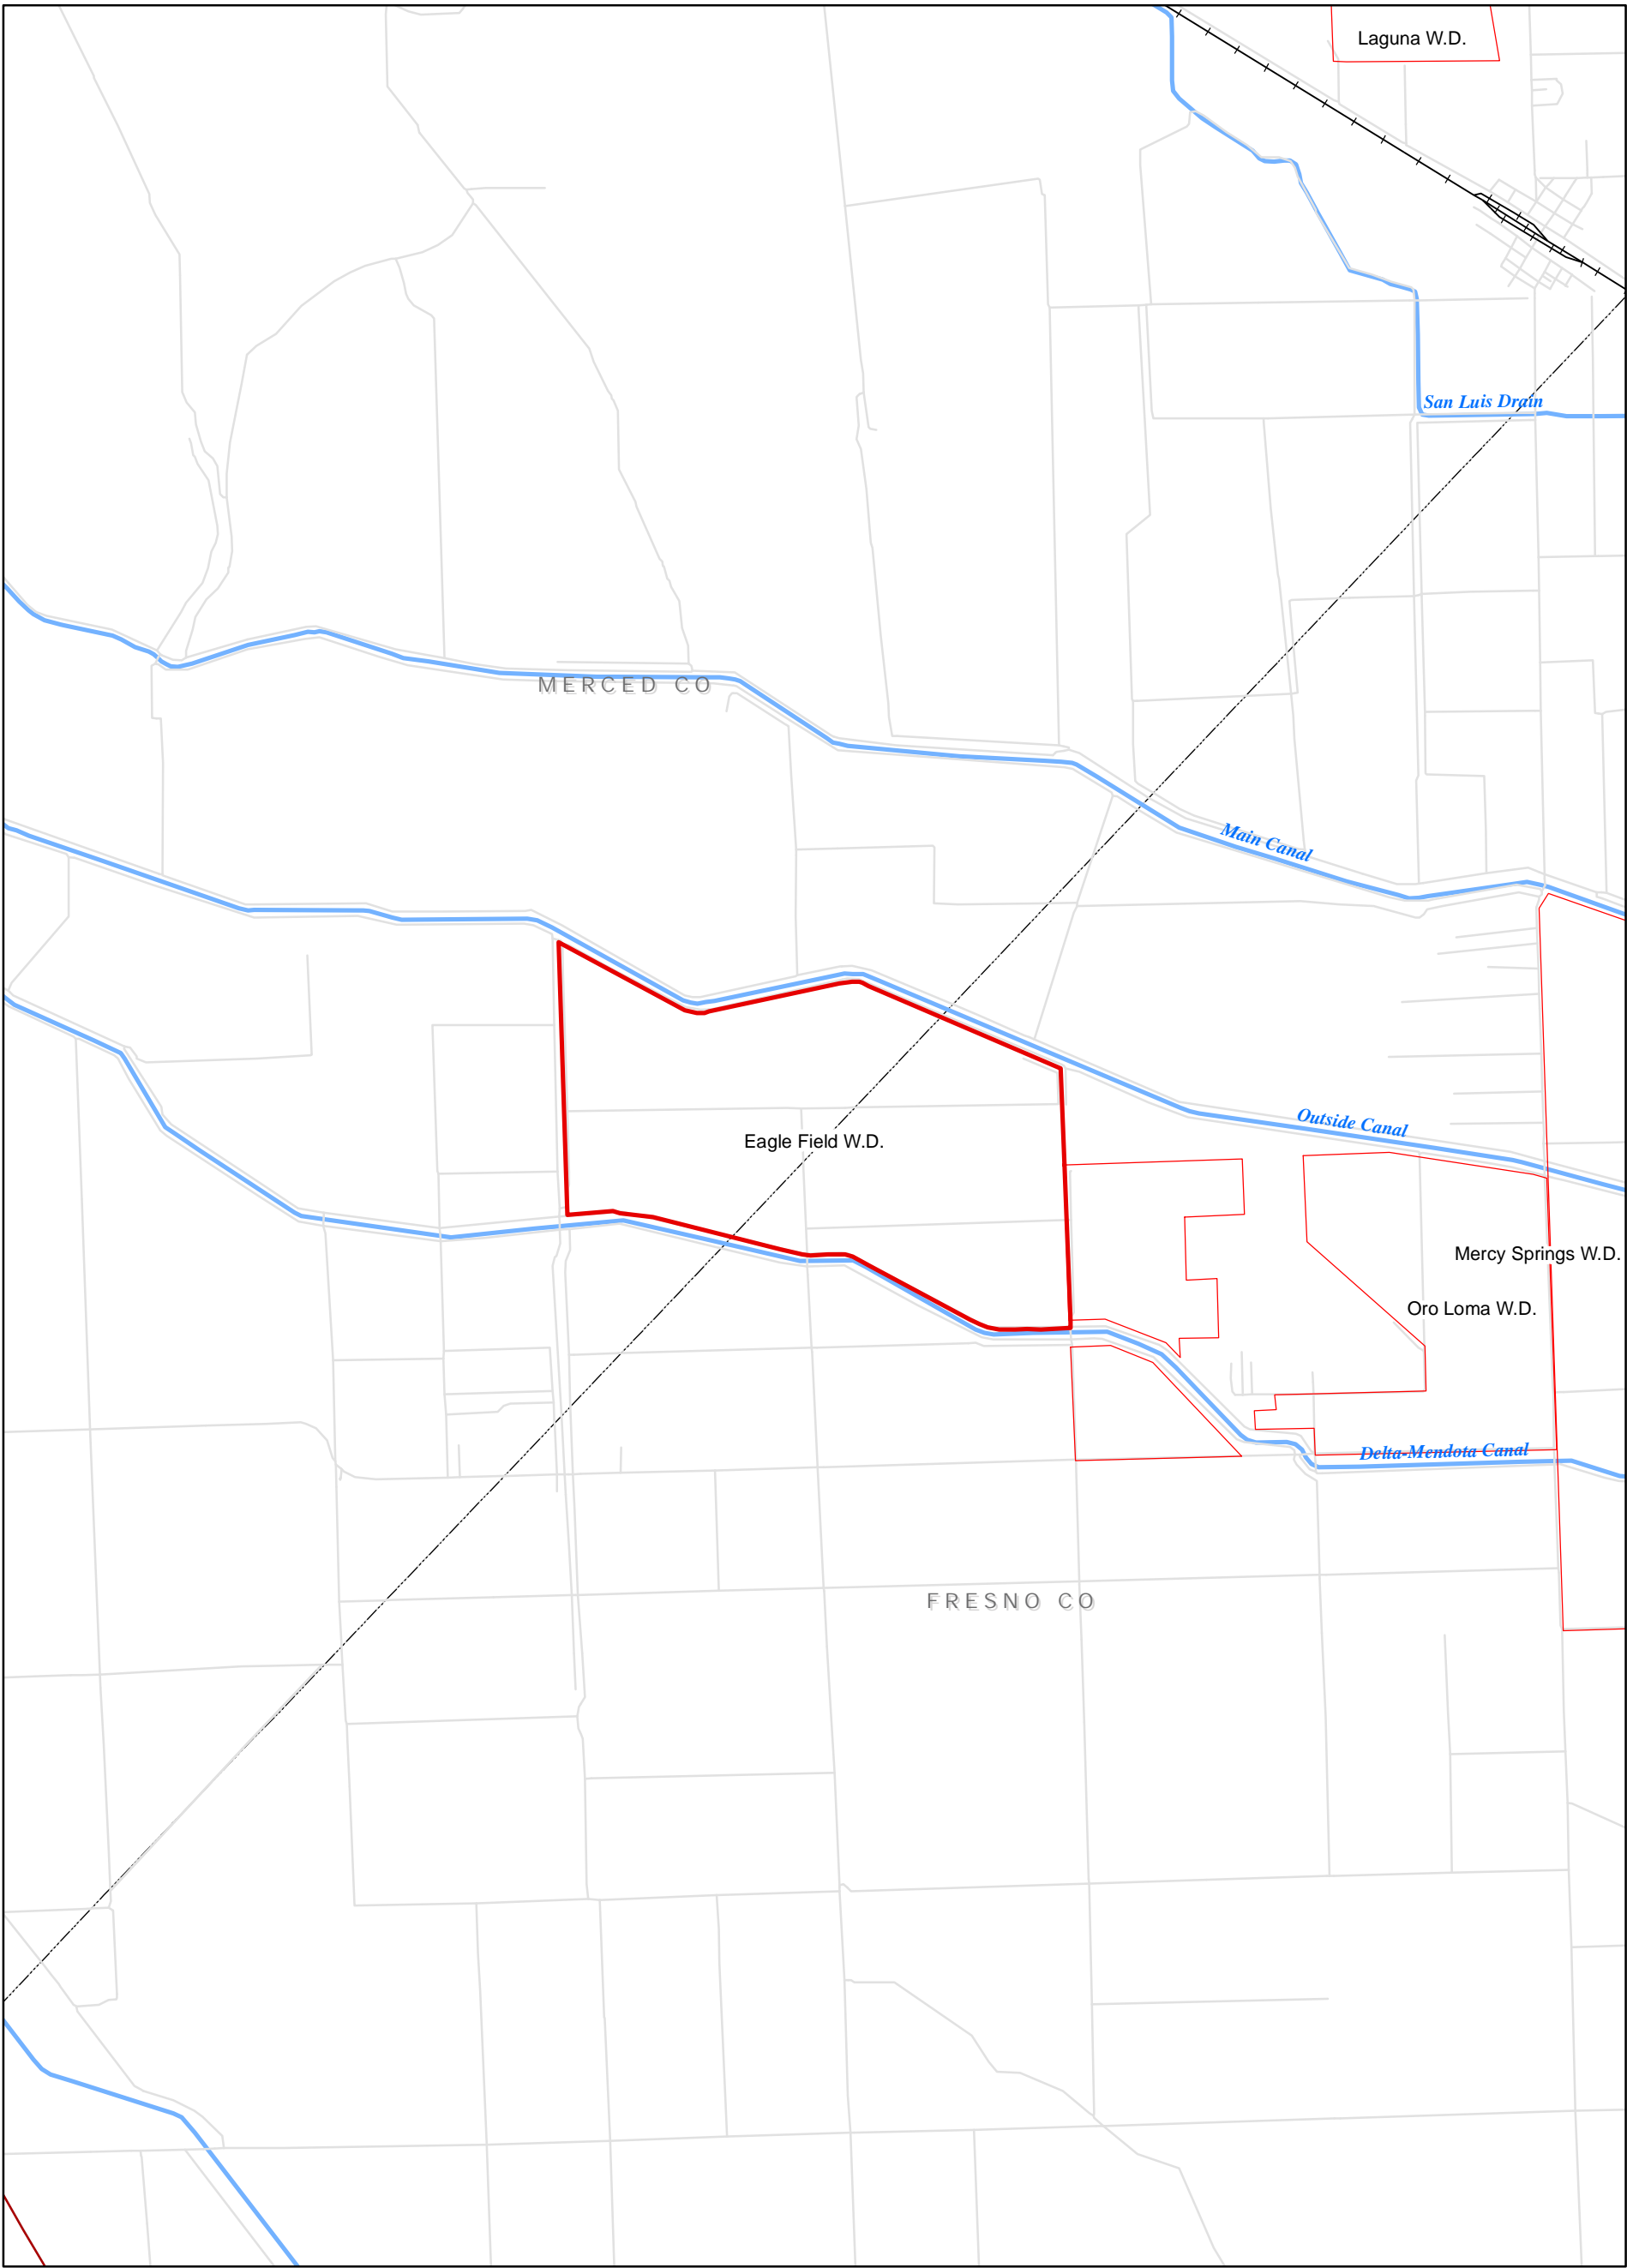 Laguna W.D.
San Luis Drain
MERCED CO
Main Canal
Outside Canal
Eagle Field W.D.
Mercy Springs W.D.
Oro Loma W.D.
Delta-Mendota Canal
FRESNO CO